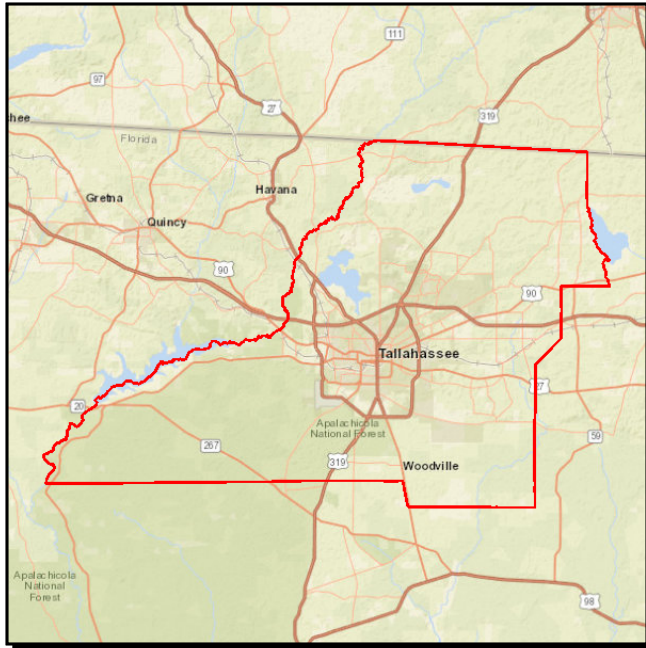 111
97
27
319
chee
Florida
Gretna
Havana
Quincy
90
90
Tallahassee
27
20
Apalachicola
National Forest
59
267
319
Woodville
Apalachicola
National
Forest
98